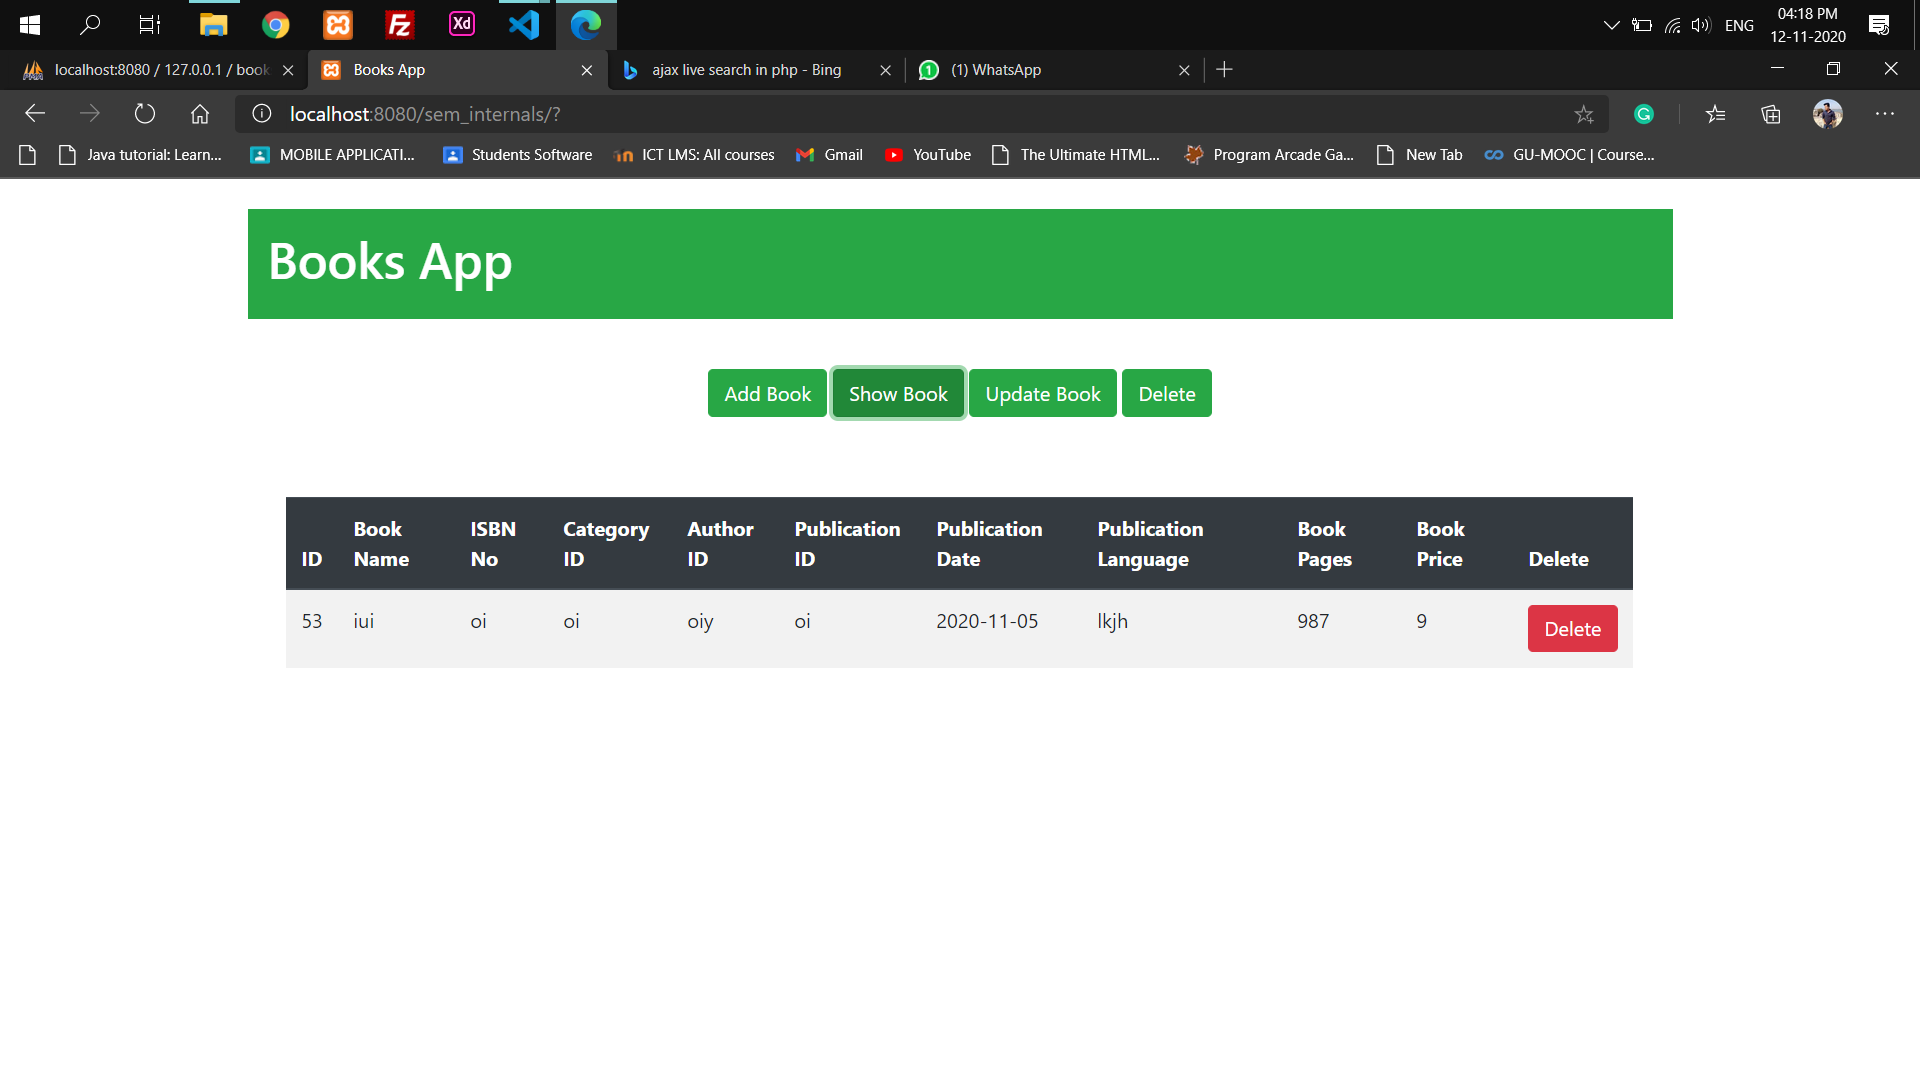 Xd
ENG
04:18 PM
12-11-2020
localhost:8080 / 127.0.0.1 / book
Books App
ajax live search in php - Bing
(1) WhatsApp
localhost:8080/sem_internals/?
Java tutorial: Learn...
MOBILE APPLICATI...
Students Software
ICT LMS: All courses
Gmail
YouTube
The Ultimate HTML...
Program Arcade Ga...
New Tab
GU-MOOC | Course...
Books App
Add Book
Show Book
Update Book
Delete
ID Book Name ISBN No Category ID Author ID Publication ID Publication Date Publication Language Book Pages Book Price Delete
53 iui oi oi oiy oi 2020-11-05 lkjh 987 9 Delete